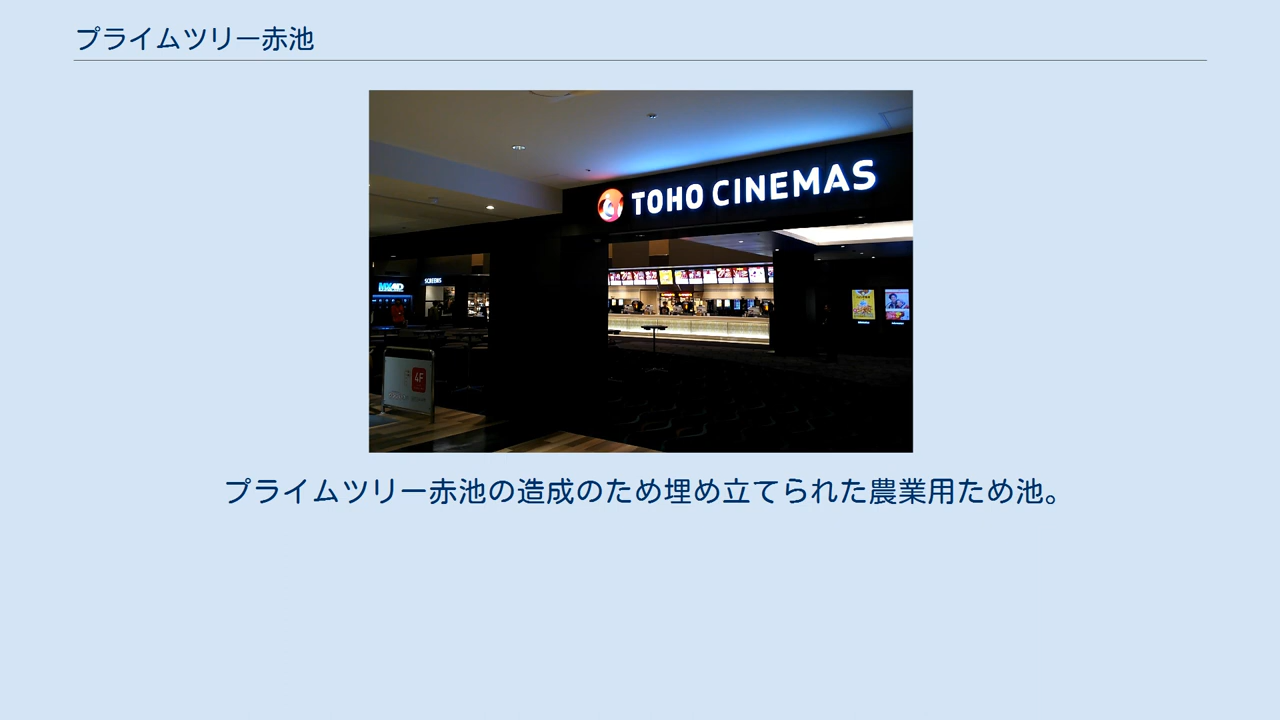 プライムツリー赤池
TOHO CINEMAS
SCREENS
4F
プライムツリー赤池の造成のため埋め立てられた農業用ため池。